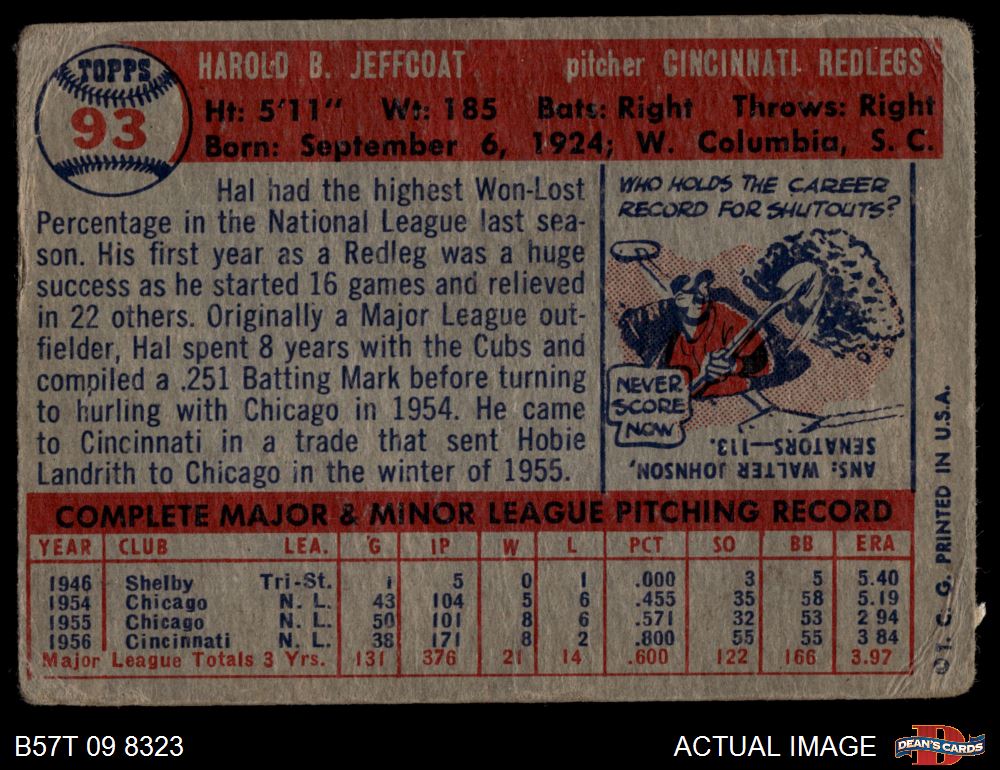 TOPPS
93
HAROLD B. JEFFCOAT pitcher CINCINNATI REDLEGS
Ht: 5'11" Wt: 185 Bats: Right Throws: Right
Born: September 6, 1924; W. Columbia, S. C.
Hal had the highest Won-Lost
Percentage in the National League last sea-
son. His first year as a Redleg was a huge
success as he started 16 games and relieved
in 22 others. Originally a Major League out-
fielder, Hal spent 8 years with the Cubs and
compiled a .251 Batting Mark before turning
to hurling with Chicago in 1954. He came
to Cincinnati in a trade that sent Hobie
Landrith to Chicago in the winter of 1955.
WHO HOLDS THE CAREER
RECORD FOR SHUTOUTS?
NEVER
SCORE
NOW
ANS: WALTER JOHNSON,
SENATORS—113.
COMPLETE MAJOR & MINOR LEAGUE PITCHING RECORD
YEAR CLUB LEA. G IP W L PCT SO BB ERA
1946 Shelby Tri-St. 1 5 0 1 .000 3 5 5.40
1954 Chicago N. L. 43 104 5 6 .455 35 58 5.19
1955 Chicago N. L. 50 101 8 6 .571 32 53 2 94
1956 Cincinnati N. L. 38 171 8 2 .800 55 55 3 84
Major League Totals 3 Yrs. 131 376 21 14 .600 122 166 3.97
© T. C. G. PRINTED IN U.S.A.
B57T 09 8323
ACTUAL IMAGE
D
DEAN'S CARDS